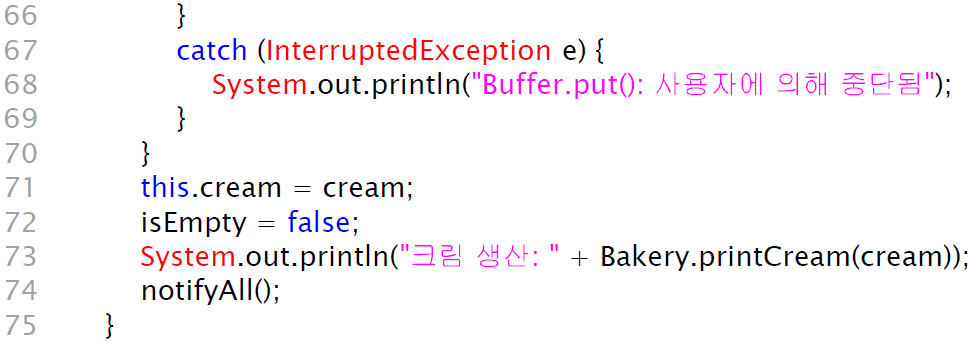 66 }
67 catch (InterruptedException e) {
68 System.out.println("Buffer.put(): 사용자에 의해 중단됨");
69 }
70 }
71 this.cream = cream;
72 isEmpty = false;
73 System.out.println("크림 생산: " + Bakery.printCream(cream));
74 notifyAll();
75 }